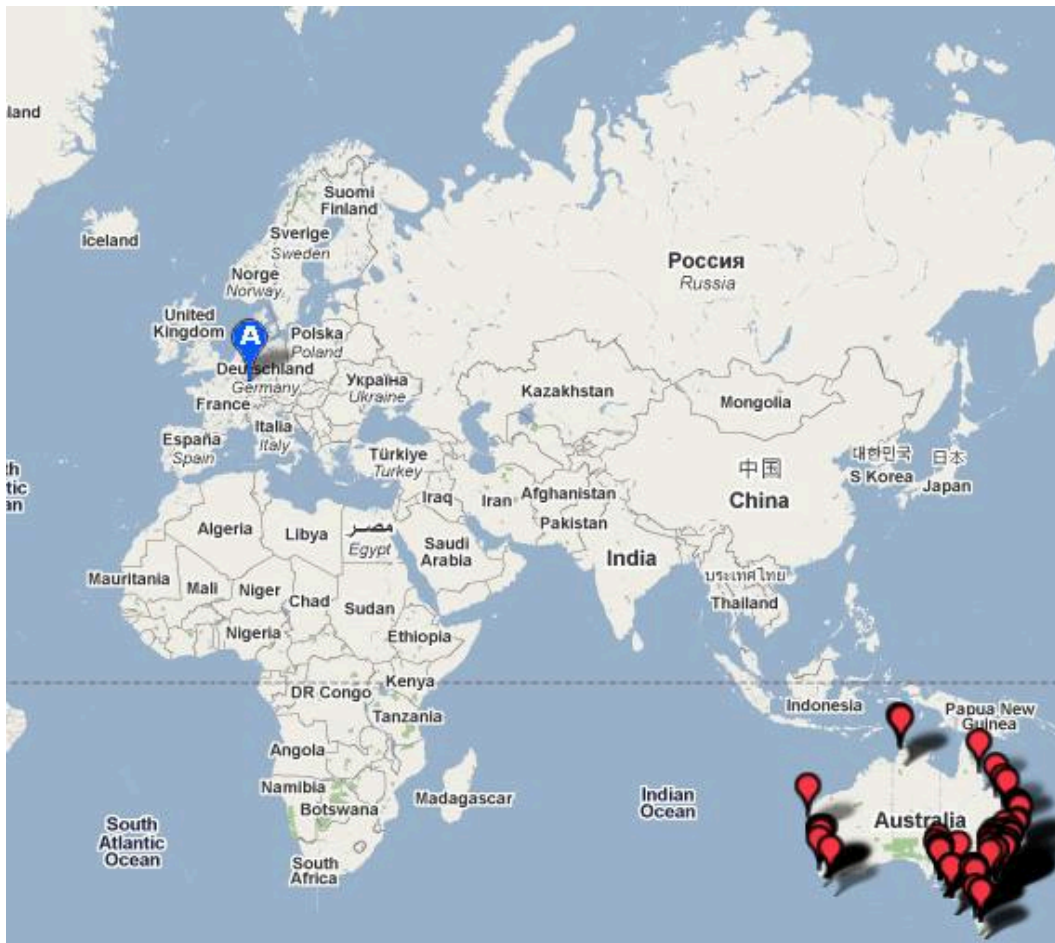 land
Iceland
Suomi
Finland
Sverige
Sweden
Norge
Norway
Россия
Russia
United
Kingdom
A
Polska
Poland
Deutschland
Germany
Україна
Ukraine
France
Kazakhstan
Mongolia
Italia
Italy
España
Spain
Türkiye
Turkey
대한민국
S Korea
日本
Japan
中国
China
th
tic
an
Iraq
Iran
Afghanistan
Pakistan
Algeria
Libya
مصر
Egypt
Saudi
Arabia
India
ประเทศไทย
Thailand
Mauritania
Mali
Niger
Chad
Sudan
Nigeria
Ethiopia
DR Congo
Kenya
Tanzania
Indonesia
Papua New
Guinea
Angola
Namibia
Botswana
Madagascar
Indian
Ocean
Australia
South
Atlantic
Ocean
South
Africa